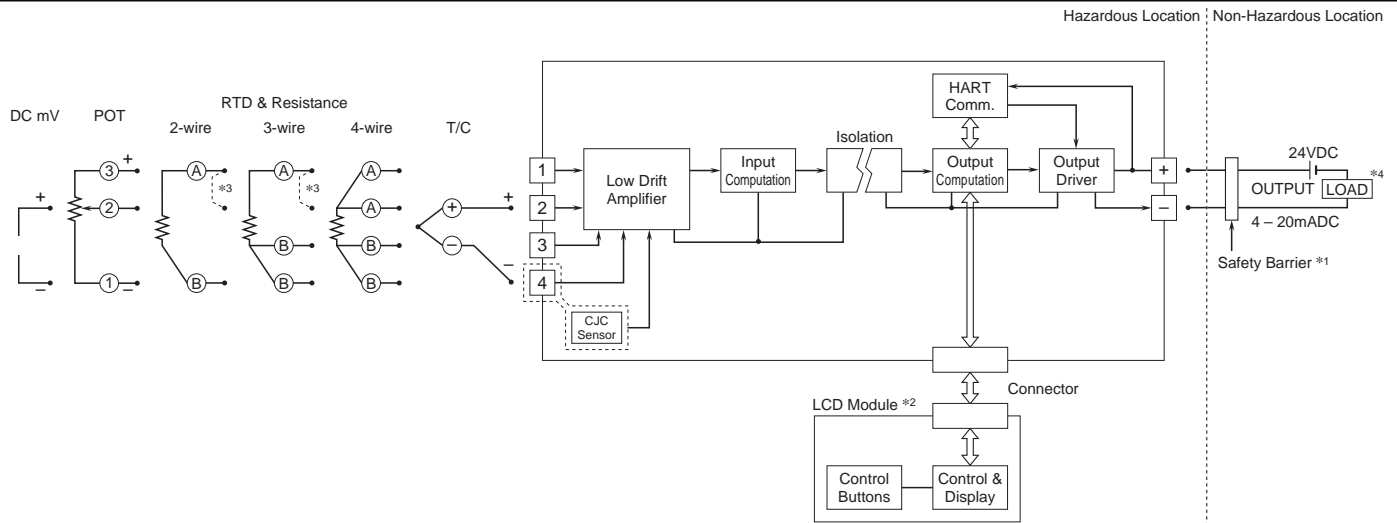 Hazardous Location
Non-Hazardous Location
DC mV
POT
RTD & Resistance
2-wire
3-wire
4-wire
T/C
+
−
3 +
2
1 −
A
*3
B
A
*3
B
B
A
A
B
B
+
−
+
−
1
2
3
4
CJC
Sensor
Low Drift
Amplifier
Input
Computation
Isolation
HART
Comm.
Output
Computation
Output
Driver
+
−
24VDC
OUTPUT
LOAD
*4
4 – 20mADC
Safety Barrier *1
Connector
LCD Module *2
Control
Buttons
Control &
Display